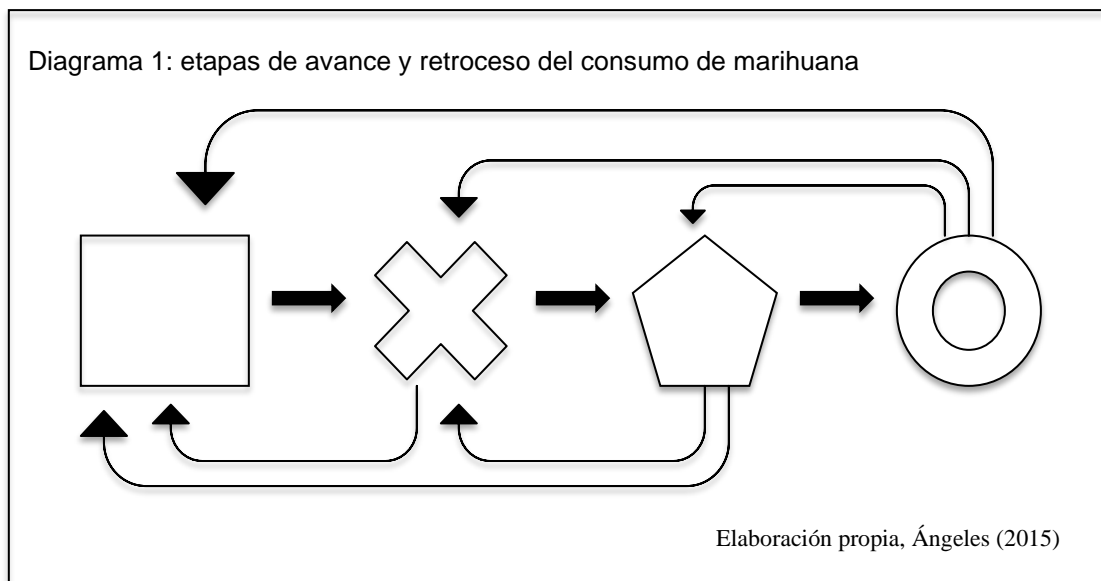 Diagrama 1: etapas de avance y retroceso del consumo de marihuana
Elaboración propia, Ángeles (2015)